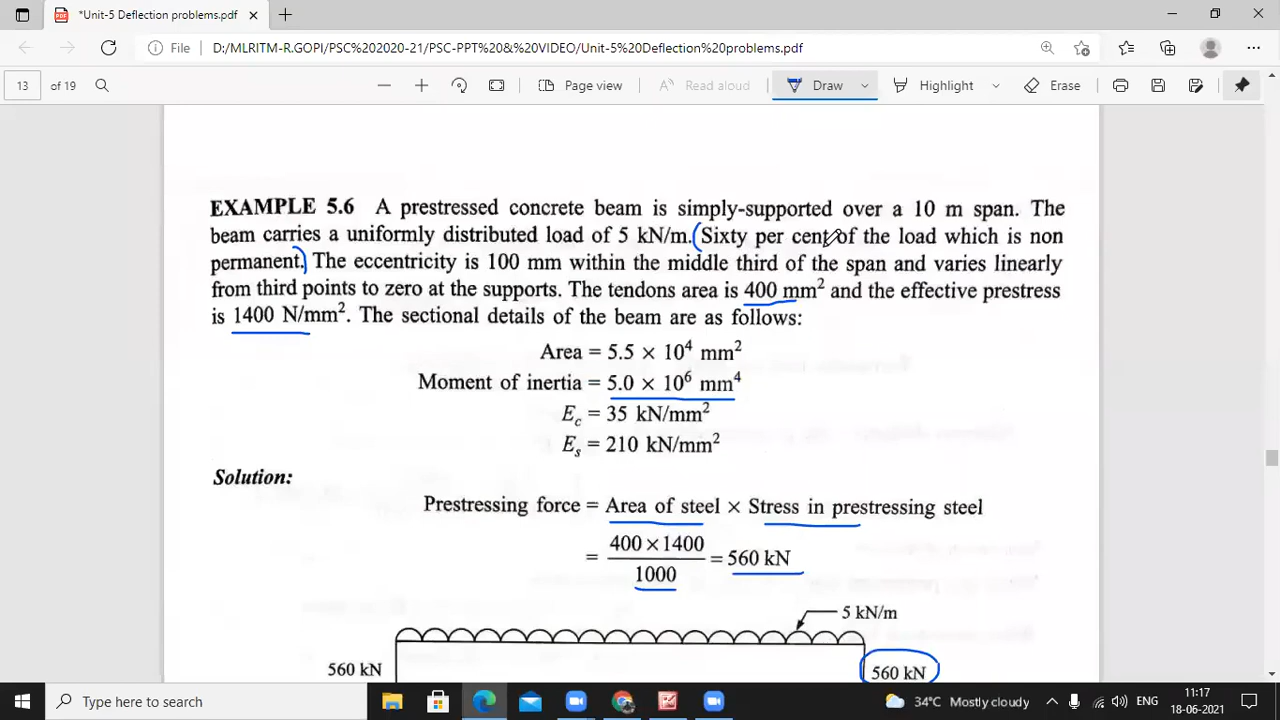 *Unit-5 Deflection problems.pdf
File D:/MLRITM-R.GOPI/PSC%202020-21/PSC-PPT%20&%20VIDEO/Unit-5%20Deflection%20problems.pdf
13 of 19 Page view Read aloud Draw Highlight Erase
EXAMPLE 5.6 A prestressed concrete beam is simply-supported over a 10 m span. The
beam carries a uniformly distributed load of 5 kN/m. (Sixty per cent of the load which is non
permanent.) The eccentricity is 100 mm within the middle third of the span and varies linearly
from third points to zero at the supports. The tendons area is 400 mm² and the effective prestress
is 1400 N/mm². The sectional details of the beam are as follows:
Area = 5.5 × 10⁴ mm²
Moment of inertia = 5.0 × 10⁶ mm⁴
E_c = 35 kN/mm²
E_s = 210 kN/mm²
Solution:
Prestressing force = Area of steel × Stress in prestressing steel
= 400 × 1400 / 1000 = 560 kN
5 kN/m
560 kN 560 kN
Type here to search 34°C Mostly cloudy ENG 11:17
18-06-2021